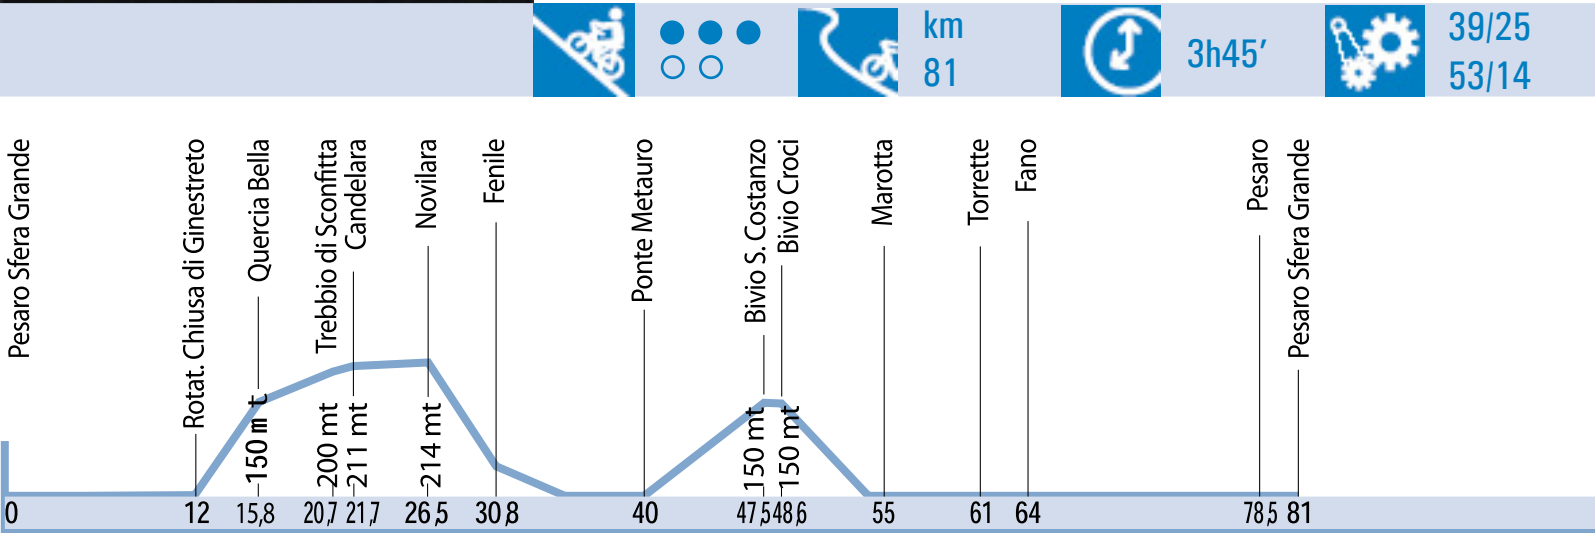 km
81
3h45’
39/25
53/14
Pesaro Sfera Grande
Rotat. Chiusa di Ginestreto
Quercia Bella
Trebbio di Sconfitta
Candelara
Novilara
Fenile
Ponte Metauro
Bivio S. Costanzo
Bivio Croci
Marotta
Torrette
Fano
Pesaro
Pesaro Sfera Grande
150 m t
200 mt
211 mt
214 mt
150 mt
150 mt
0
12
15,8
20,7
21,7
26,5
30,8
40
47,5
48,6
55
61
64
78,5
81